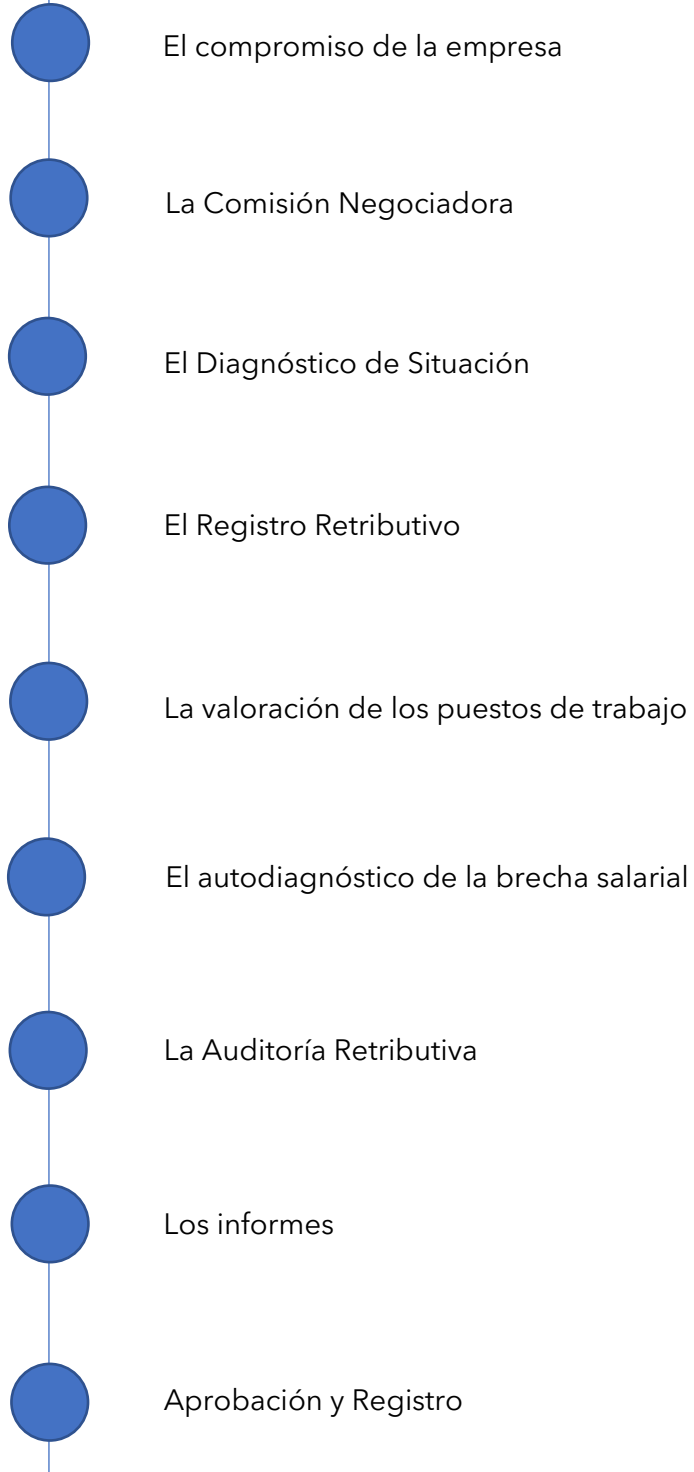 El compromiso de la empresa
La Comisión Negociadora
El Diagnóstico de Situación
El Registro Retributivo
La valoración de los puestos de trabajo
El autodiagnóstico de la brecha salarial
La Auditoría Retributiva
Los informes
Aprobación y Registro